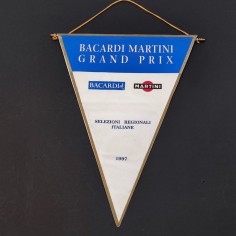 BACARDI MARTINI
GRAND PRIX
BACARDI
MARTINI
SELEZIONI REGIONALI
ITALIANE
1997